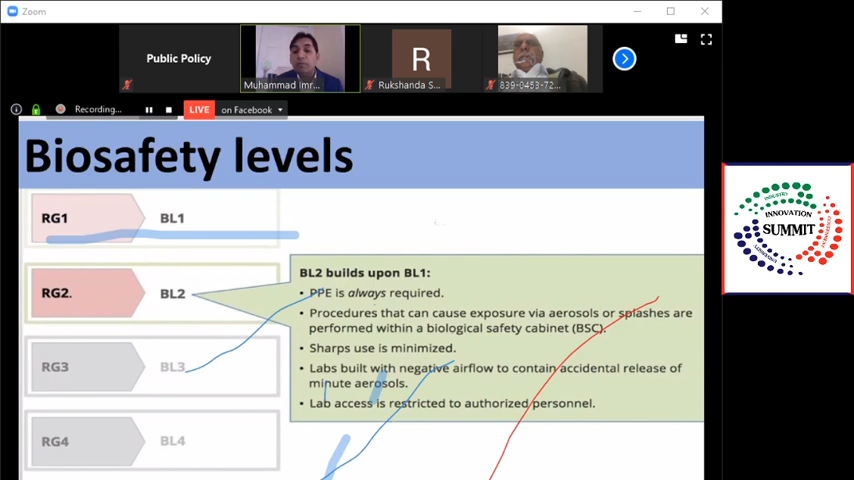 Zoom
Public Policy
Muhammad Imr...
R
Rukshanda S...
839-0453-72...
Recording...
LIVE
on Facebook
Biosafety levels
RG1
BL1
RG2.
BL2
BL2 builds upon BL1:
• PPE is always required.
• Procedures that can cause exposure via aerosols or splashes are
performed within a biological safety cabinet (BSC).
• Sharps use is minimized.
• Labs built with negative airflow to contain accidental release of
minute aerosols.
• Lab access is restricted to authorized personnel.
RG3
BL3
RG4
BL4
INDUSTRY
INNOVATION
SUMMIT
GOVERNMENT